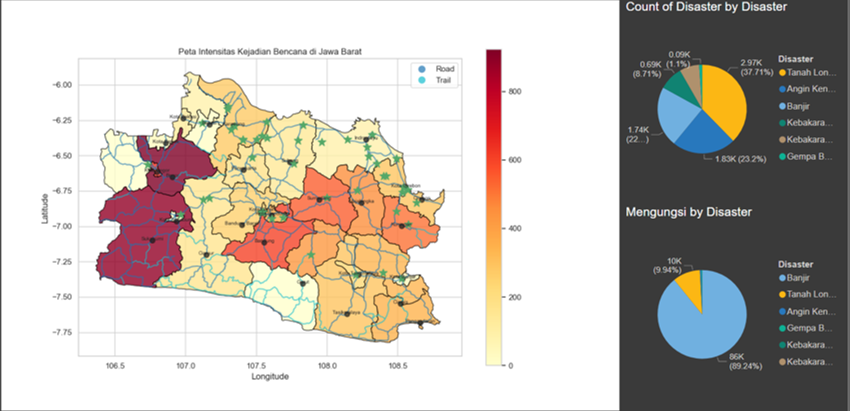 Count of Disaster by Disaster
0.09K
(1.1%)
0.69K
(8.71%)
2.97K
(37.71%)
1.74K
(22...)
1.83K (23.2%)
Disaster
Tanah Lon...
Angin Ken...
Banjir
Kebakara...
Kebakara...
Gempa B...
Peta Intensitas Kejadian Bencana di Jawa Barat
Road
Trail
−6.00
−6.25
−6.50
−6.75
−7.00
−7.25
−7.50
−7.75
Latitude
106.5
107.0
107.5
108.0
108.5
Longitude
800
600
400
200
0
Mengungsi by Disaster
10K
(9.94%)
86K
(89.24%)
Disaster
Banjir
Tanah Lon...
Angin Ken...
Gempa B...
Kebakara...
Kebakara...